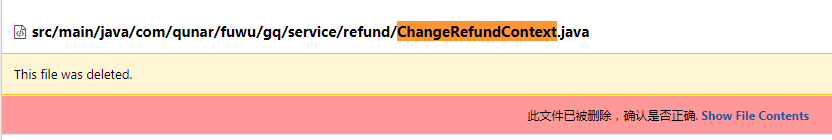 src/main/java/com/qunar/fuwu/gq/service/refund/ChangeRefundContext.java
This file was deleted.
此文件已被删除，确认是否正确. Show File Contents